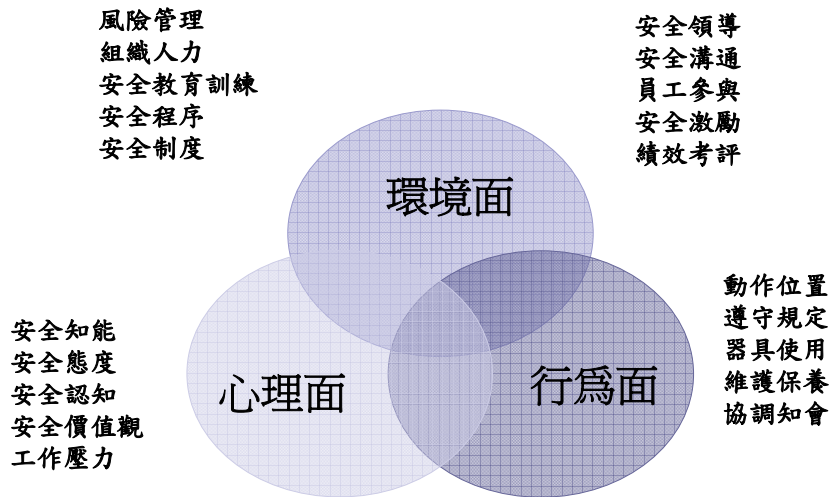 風險管理
組織人力
安全教育訓練
安全程序
安全制度
安全領導
安全溝通
員工參與
安全激勵
績效考評
環境面
安全知能
安全態度
安全認知
安全價值觀
工作壓力
心理面
行爲面
動作位置
遵守規定
器具使用
維護保養
協調知會